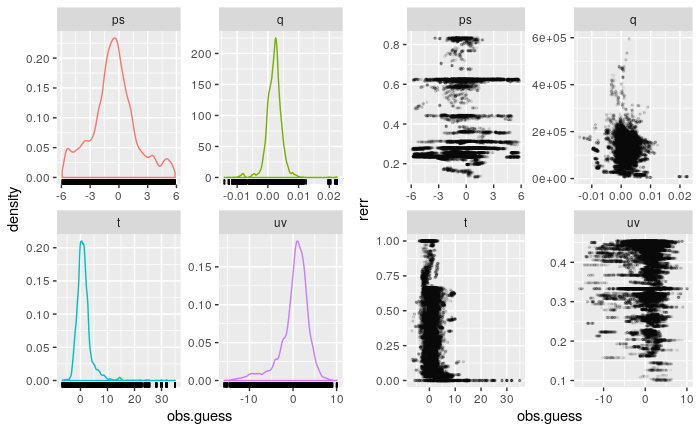 ps q
0.20
0.15
0.10
0.05
0.00
-6 -3 0 3 6
200
150
100
50
0
-0.01 0.00 0.01 0.02
t uv
0.20
0.15
0.10
0.05
0.00
0 10 20 30
0.15
0.10
0.05
0.00
-10 0 10
density
obs.guess
ps q
0.8
0.6
0.4
0.2
-6 -3 0 3 6
6e+05
4e+05
2e+05
0e+00
-0.01 0.00 0.01 0.02
t uv
1.00
0.75
0.50
0.25
0.00
0 10 20 30
0.4
0.3
0.2
0.1
-10 0 10
rerr
obs.guess